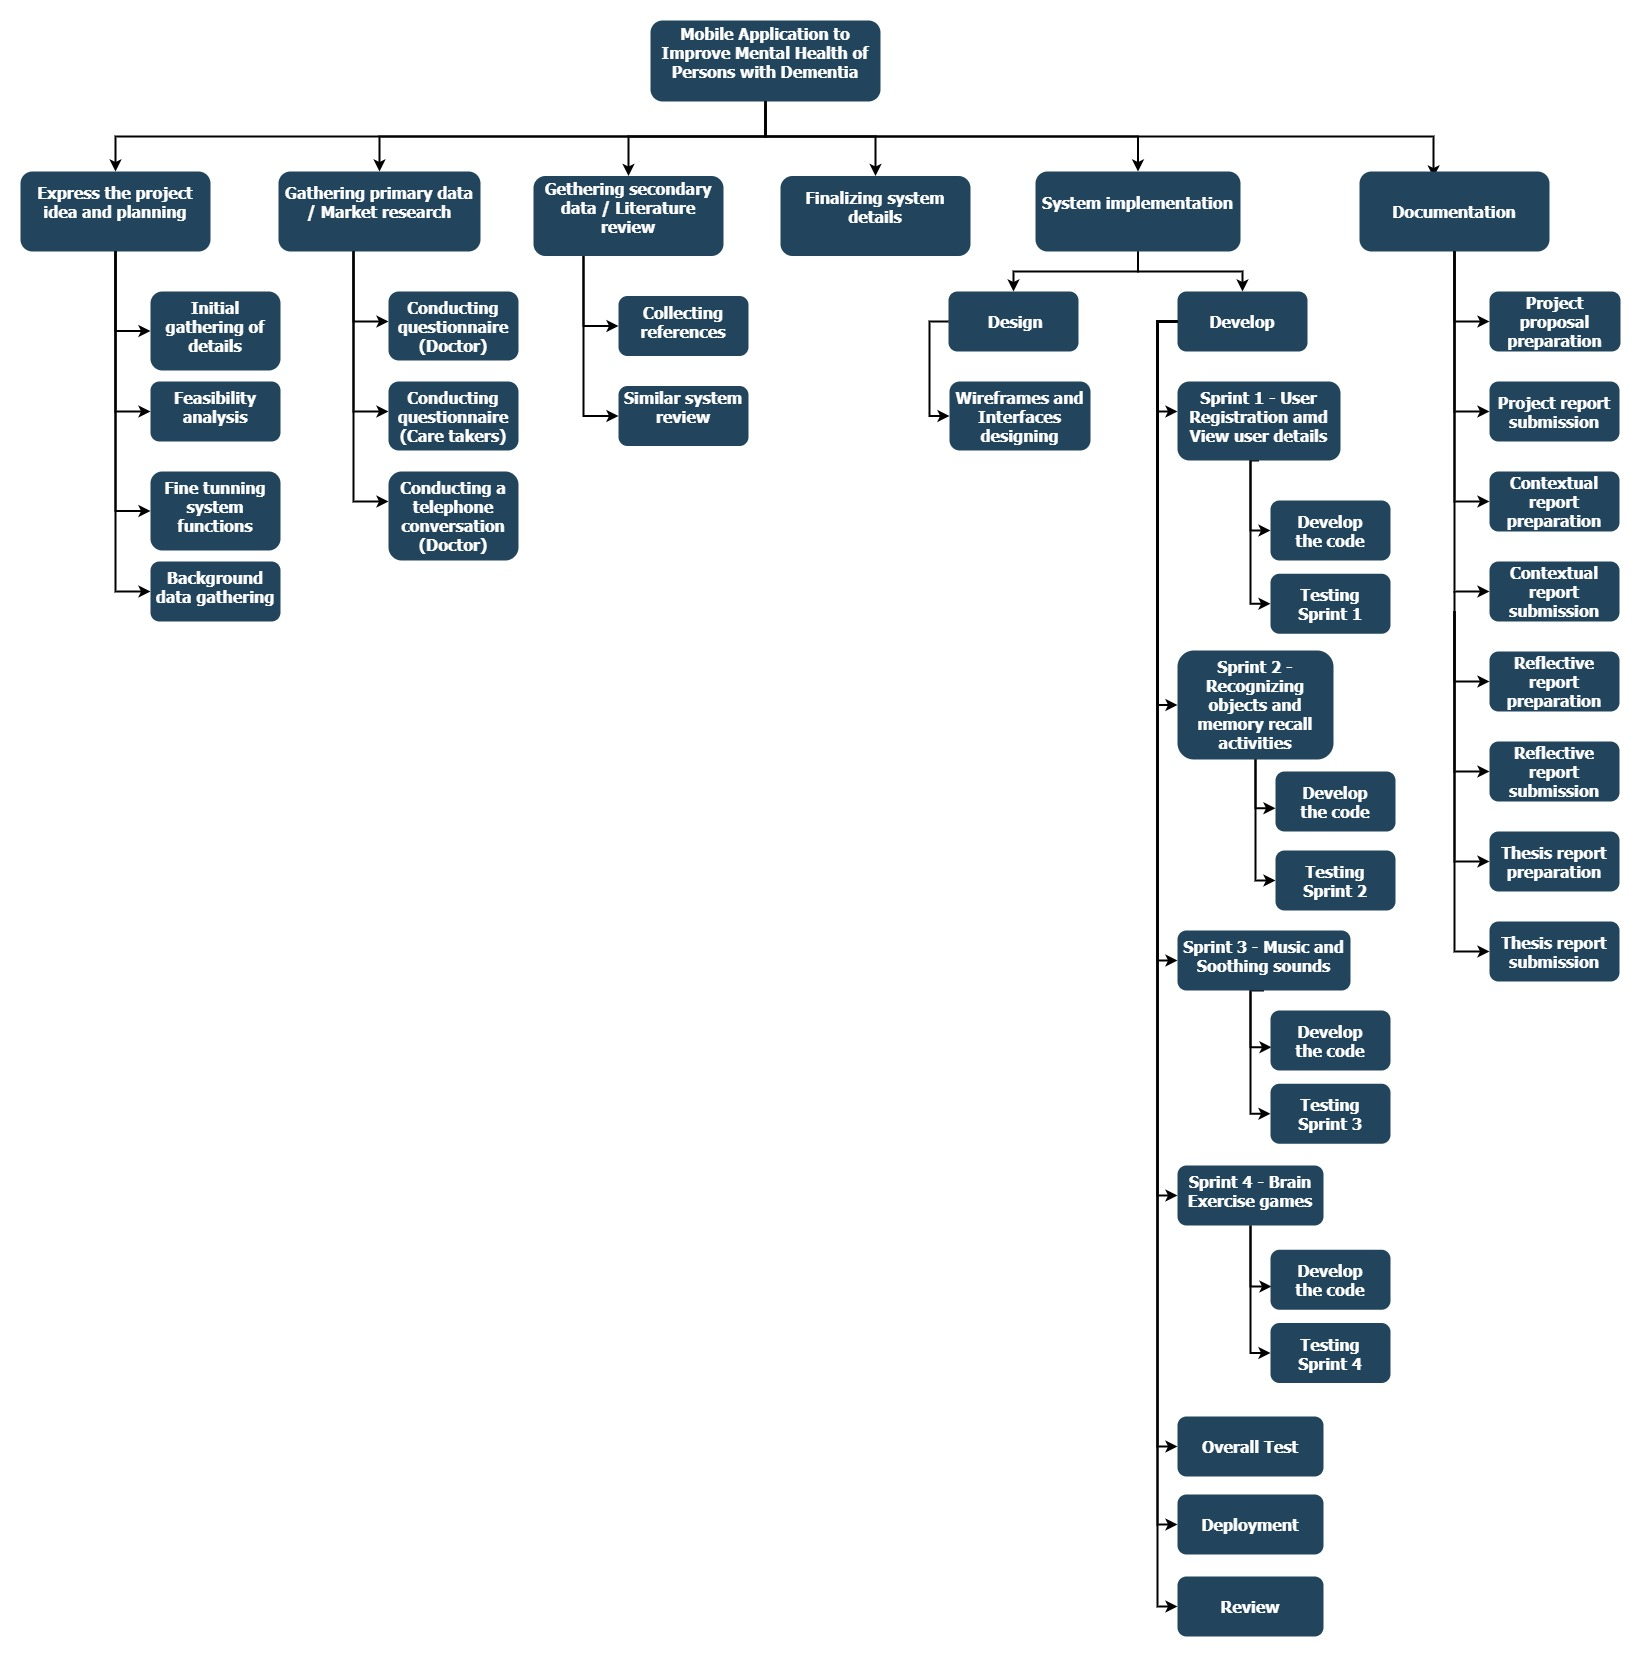 Mobile Application to
Improve Mental Health of
Persons with Dementia
Express the project
idea and planning
Gathering primary data
/ Market research
Gethering secondary
data / Literature
review
Finalizing system
details
System implementation
Documentation
Initial
gathering of
details
Feasibility
analysis
Fine tunning
system
functions
Background
data gathering
Conducting
questionnaire
(Doctor)
Conducting
questionnaire
(Care takers)
Conducting a
telephone
conversation
(Doctor)
Collecting
references
Similar system
review
Design
Wireframes and
Interfaces
designing
Develop
Sprint 1 - User
Registration amd
View user details
Develop
the code
Testing
Sprint 1
Sprint 2 -
Recognizing
objects and
memory recall
activities
Develop
the code
Testing
Sprint 2
Sprint 3 - Music and
Soothing sounds
Develop
the code
Testing
Sprint 3
Sprint 4 - Brain
Exercise games
Develop
the code
Testing
Sprint 4
Overall Test
Deployment
Review
Project
proposal
preparation
Project report
submission
Contextual
report
preparation
Contextual
report
submission
Reflective
report
preparation
Reflective
report
submission
Thesis report
preparation
Thesis report
submission